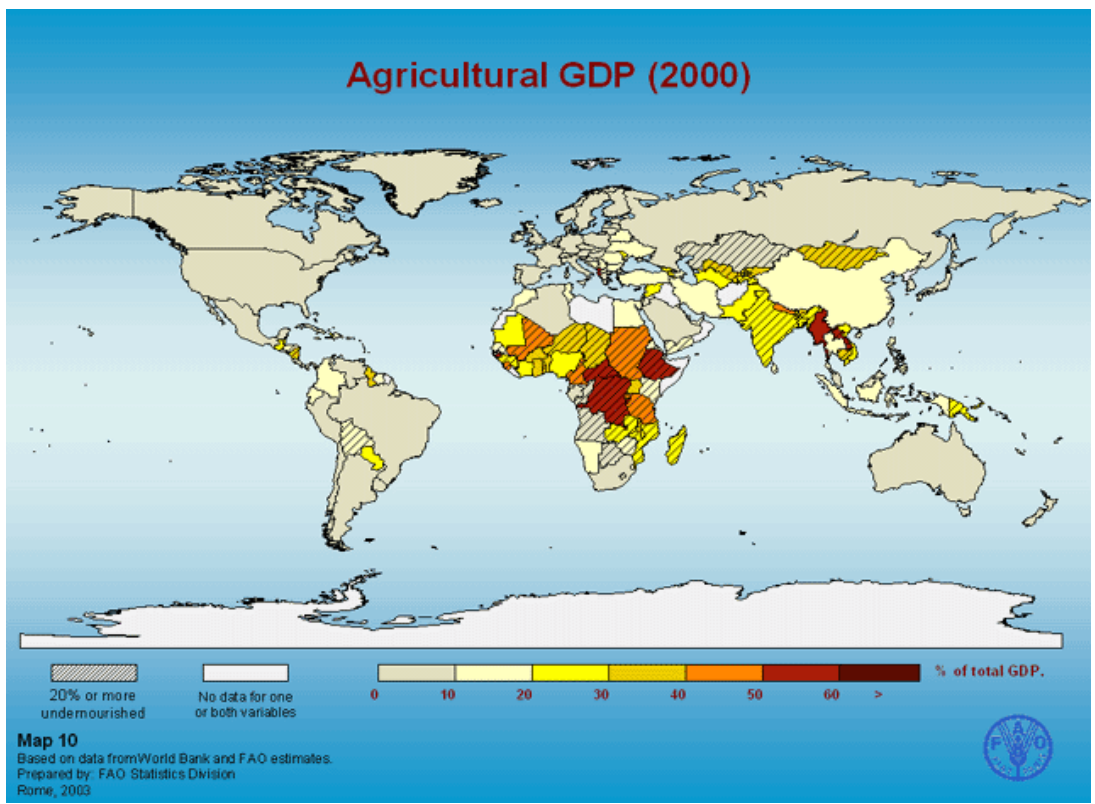 Agricultural GDP (2000)
20% or more
undernourished
No data for one
or both variables
0 10 20 30 40 50 60 >
% of total GDP.
Map 10
Based on data fromWorld Bank and FAO estimates.
Prepared by: FAO Statistics Division
Rome, 2003
F A O